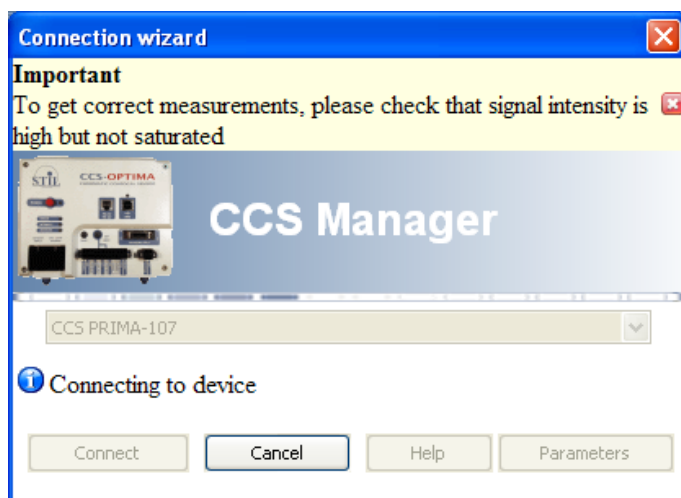 Connection wizard
Important
To get correct measurements, please check that signal intensity is
high but not saturated
STIL
CCS-OPTIMA
CCS Manager
CCS PRIMA-107
Connecting to device
Connect
Cancel
Help
Parameters